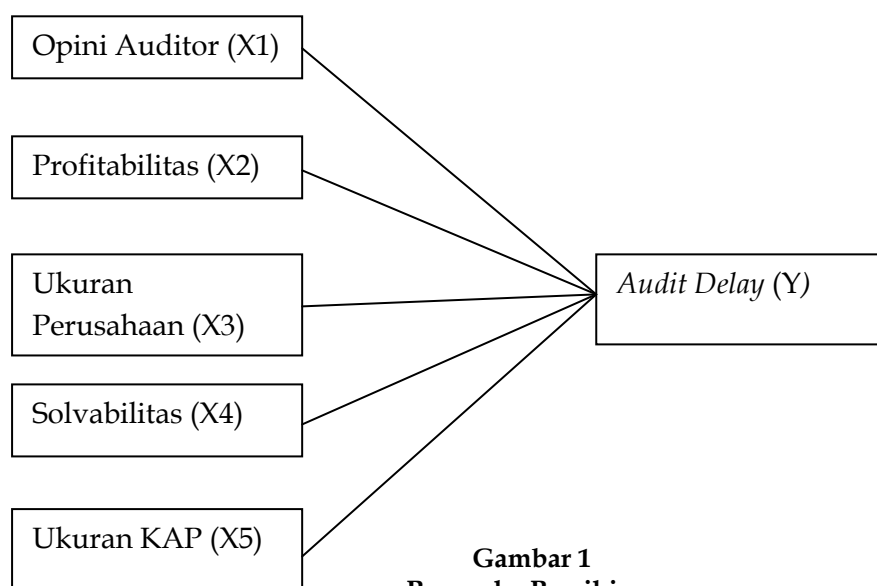 Opini Auditor (X1)
Profitabilitas (X2)
Ukuran
Perusahaan (X3)
Audit Delay (Y)
Solvabilitas (X4)
Ukuran KAP (X5)
Gambar 1